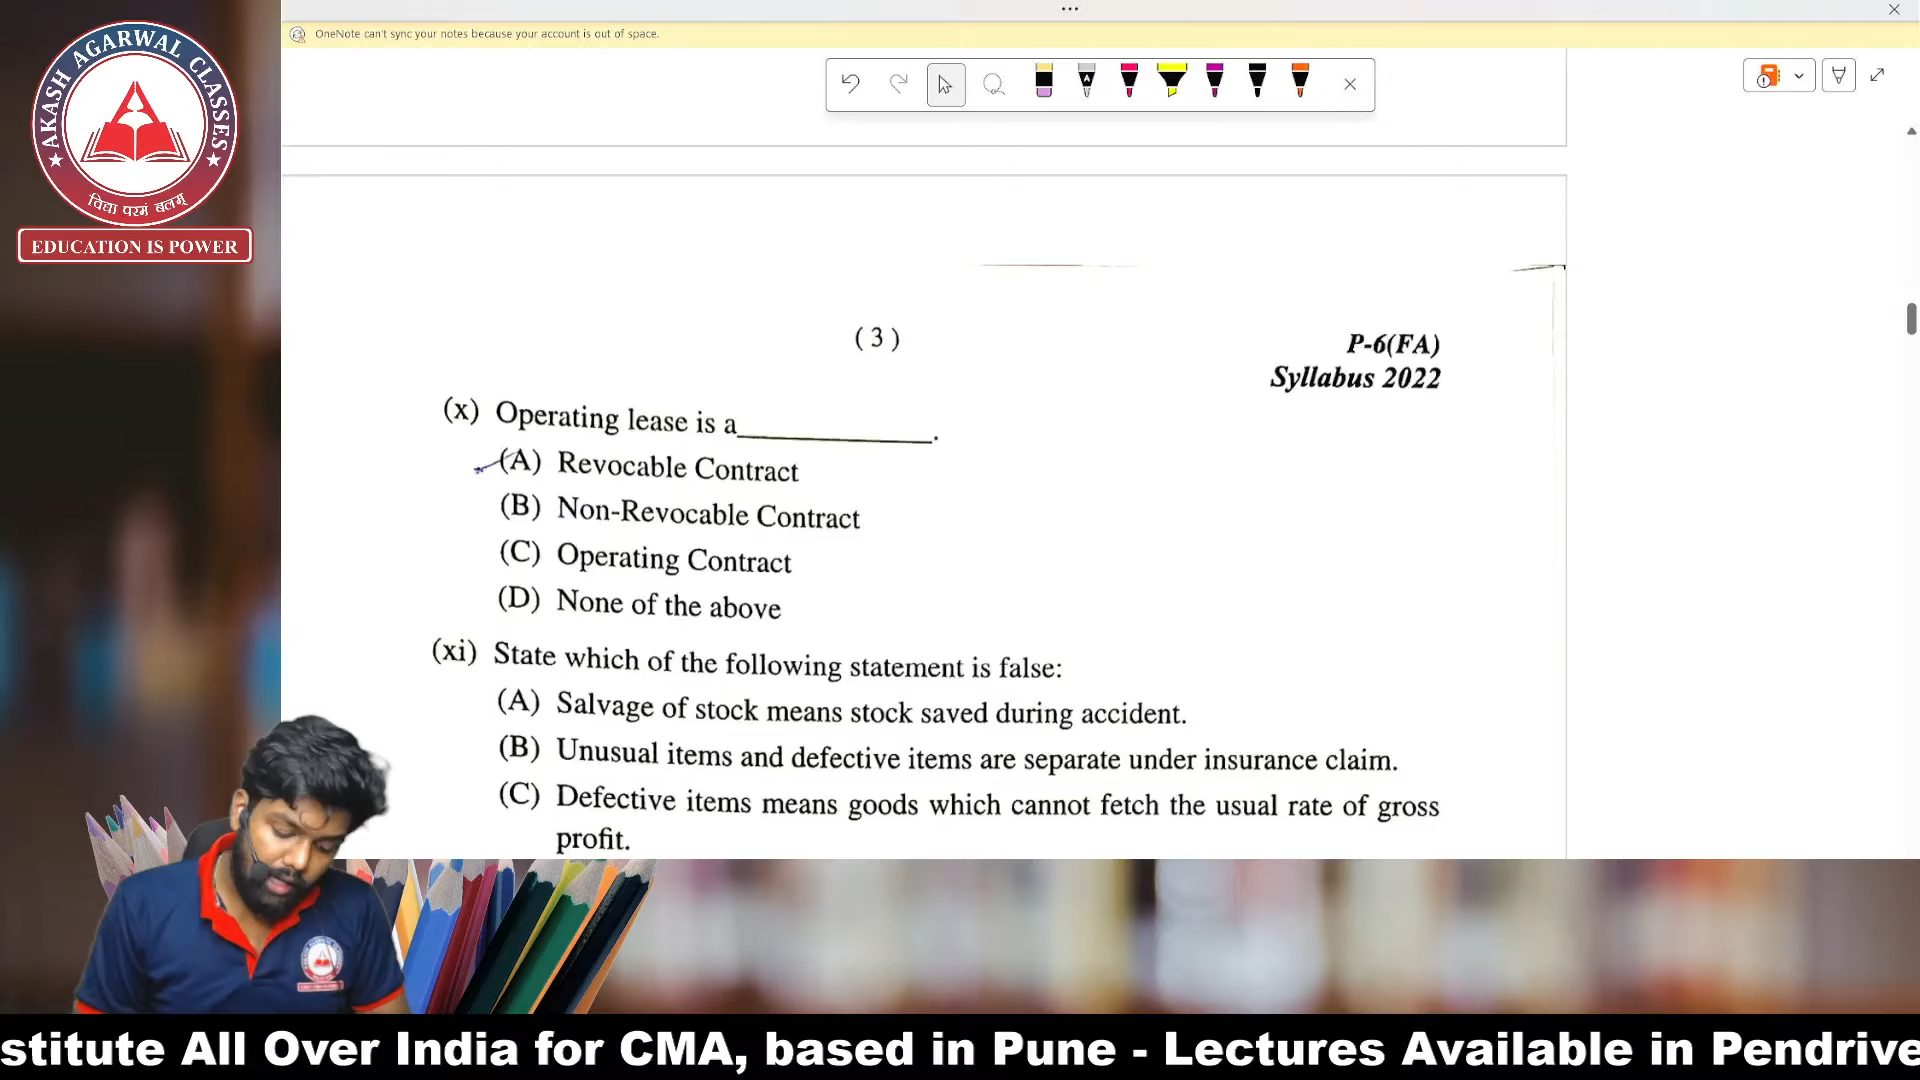 AKASH AGARWAL CLASSES
विद्या परमं बलम्
EDUCATION IS POWER
OneNote can't sync your notes because your account is out of space.
A
( 3 )
P-6(FA)
Syllabus 2022
(x) Operating lease is a____________.
(A) Revocable Contract
(B) Non-Revocable Contract
(C) Operating Contract
(D) None of the above
(xi) State which of the following statement is false:
(A) Salvage of stock means stock saved during accident.
(B) Unusual items and defective items are separate under insurance claim.
(C) Defective items means goods which cannot fetch the usual rate of gross
profit.
stitute All Over India for CMA, based in Pune - Lectures Available in Pendrive